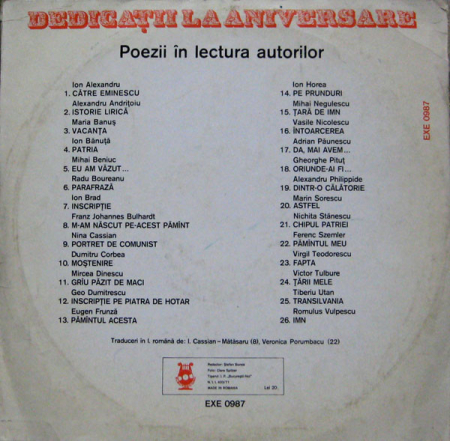 DEDICAȚII LA ANIVERSARE
Poezii în lectura autorilor
Ion Alexandru
1. CĂTRE EMINESCU
Alexandru Andrițoiu
2. ISTORIE LIRICĂ
Maria Banuș
3. VACANȚA
Ion Bănuță
4. PATRIA
Mihai Beniuc
5. EU AM VĂZUT...
Radu Boureanu
6. PARAFRAZĂ
Ion Brad
7. INSCRIPȚIE
Franz Johannes Bulhardt
8. M-AM NĂSCUT PE-ACEST PĂMÎNT
Nina Cassian
9. PORTRET DE COMUNIST
Dumitru Corbea
10. MOȘTENIRE
Mircea Dinescu
11. GRÎU PĂZIT DE MACI
Geo Dumitrescu
12. INSCRIPȚIE PE PIATRA DE HOTAR
Eugen Frunză
13. PĂMÎNTUL ACESTA
Ion Horea
14. PE PRUNDURI
Mihai Negulescu
15. ȚARĂ DE IMN
Vasile Nicolescu
16. ÎNTOARCEREA
Adrian Păunescu
17. DA, MAI AVEM...
Gheorghe Pituț
18. ORIUNDE-AI FI...
Alexandru Philippide
19. DINTR-O CĂLĂTORIE
Marin Sorescu
20. ASTFEL
Nichita Stănescu
21. CHIPUL PATRIEI
Ferenc Szemler
22. PĂMÎNTUL MEU
Virgil Teodorescu
23. FAPTA
Victor Tulbure
24. ȚĂRII MELE
Tiberiu Utan
25. TRANSILVANIA
Romulus Vulpescu
26. IMN
Traduceri în l. română de: I. Cassian-Mătăsaru (8), Veronica Porumbacu (22)
Lei 20.
MADE IN ROMANIA
EXE 0987
EXE 0987